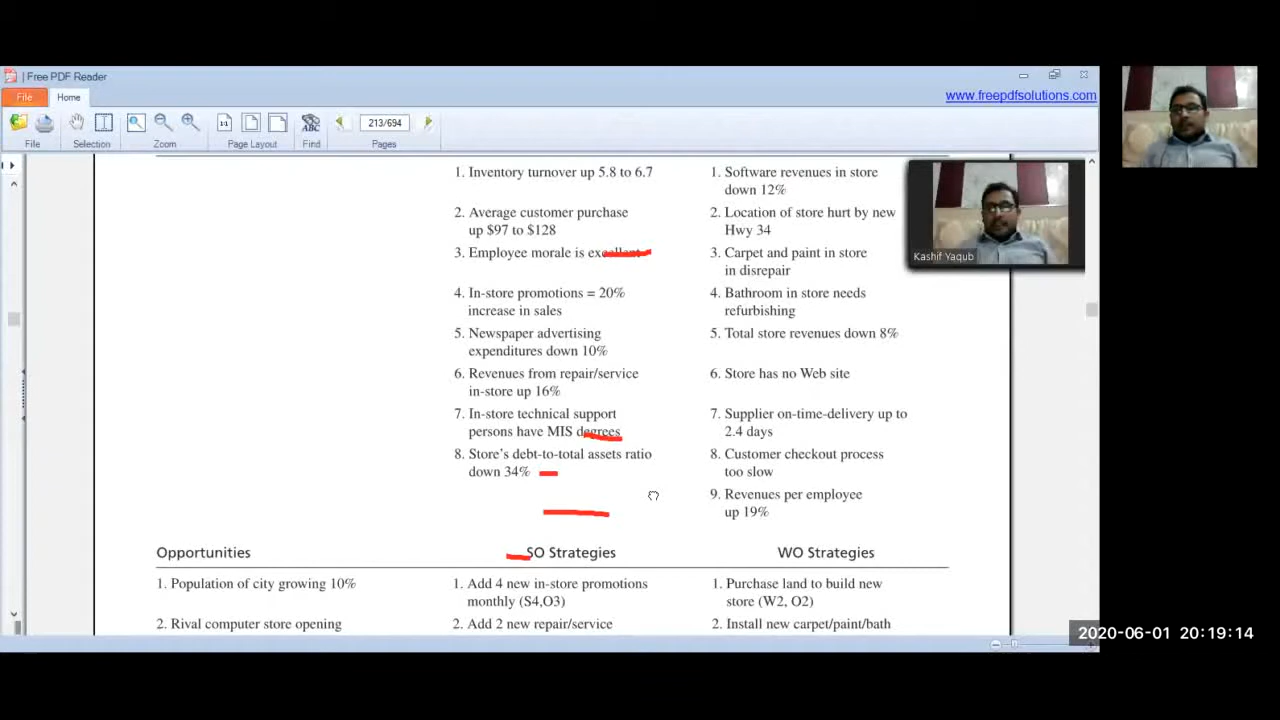 | Free PDF Reader
File
Home
www.freepdfsolutions.com
1:1
ABC
213/694
File
Selection
Zoom
Page Layout
Find
Pages
1. Inventory turnover up 5.8 to 6.7
2. Average customer purchase
up $97 to $128
3. Employee morale is excellent
4. In-store promotions = 20%
increase in sales
5. Newspaper advertising
expenditures down 10%
6. Revenues from repair/service
in-store up 16%
7. In-store technical support
persons have MIS degrees
8. Store's debt-to-total assets ratio
down 34%
1. Software revenues in store
down 12%
2. Location of store hurt by new
Hwy 34
3. Carpet and paint in store
in disrepair
4. Bathroom in store needs
refurbishing
5. Total store revenues down 8%
6. Store has no Web site
7. Supplier on-time-delivery up to
2.4 days
8. Customer checkout process
too slow
9. Revenues per employee
up 19%
Kashif Yaqub
Opportunities
1. Population of city growing 10%
2. Rival computer store opening
SO Strategies
1. Add 4 new in-store promotions
monthly (S4,O3)
2. Add 2 new repair/service
WO Strategies
1. Purchase land to build new
store (W2, O2)
2. Install new carpet/paint/bath
2020-06-01 20:19:14